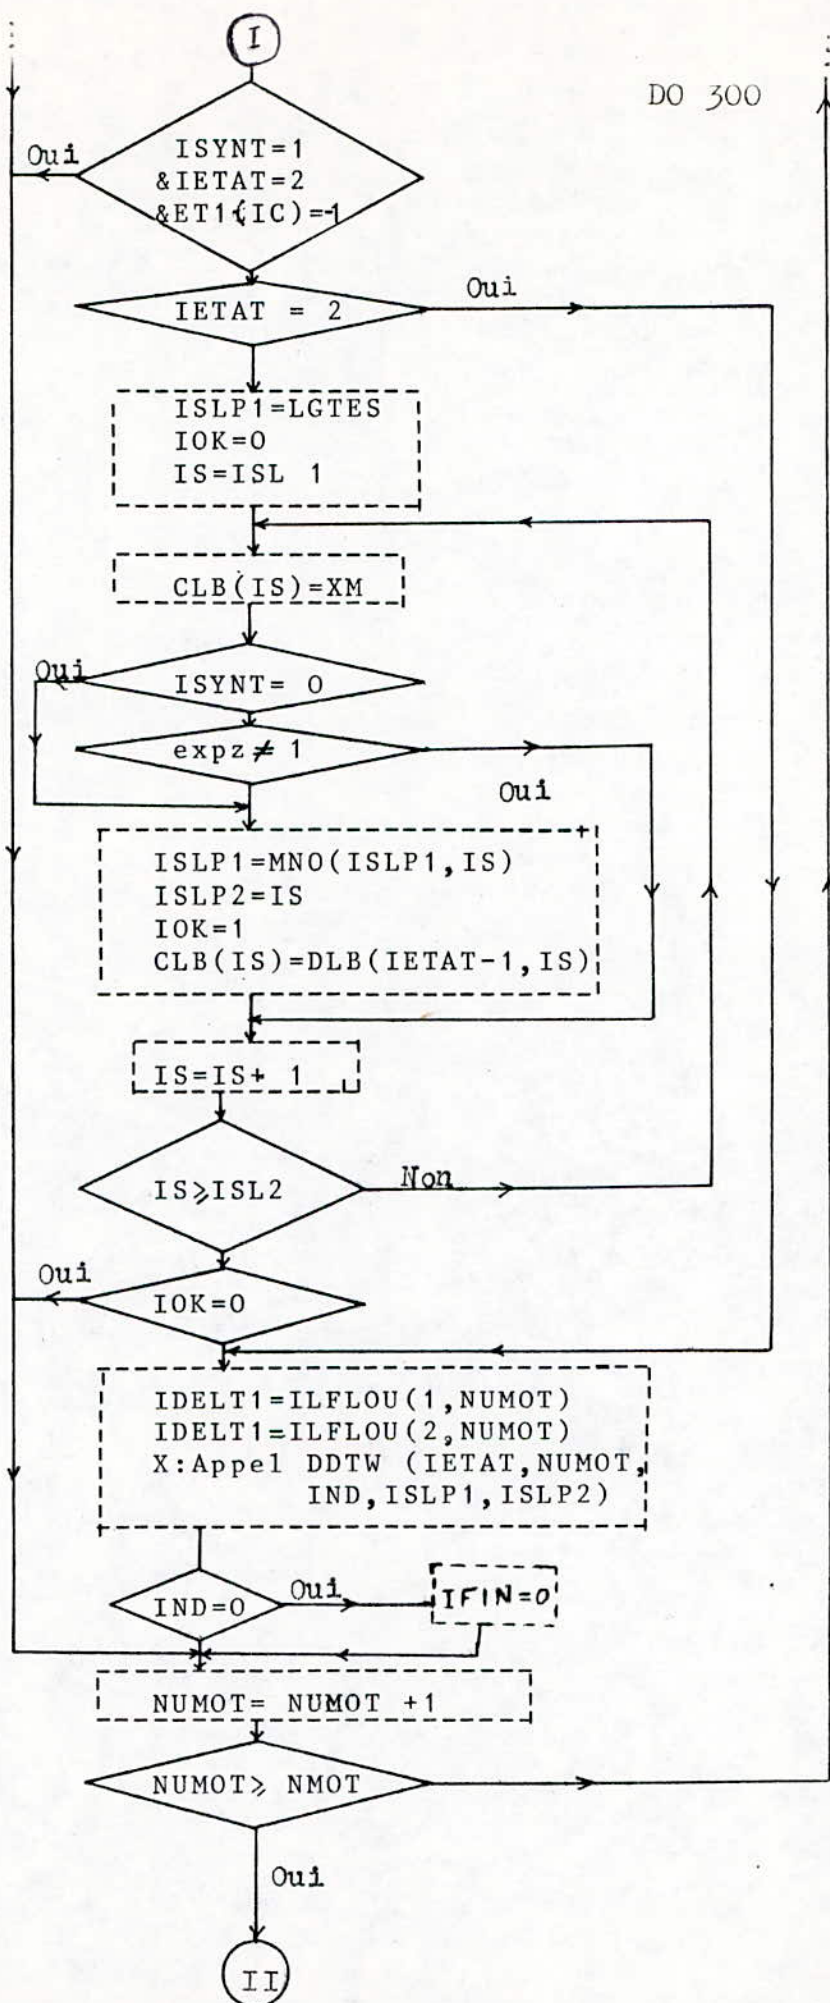 I
DO 300
Oui
ISYNT=1
&IETAT=2
&ET1(IC)=-1
IETAT = 2
Oui
ISLP1=LGTES
IOK=0
IS=ISL 1
CLB(IS)=XM
Oui
ISYNT= 0
expz≠ 1
Oui
ISLP1=MNO(ISLP1,IS)
ISLP2=IS
IOK=1
CLB(IS)=DLB(IETAT-1,IS)
IS=IS+ 1
IS⩾ISL2
Non
Oui
IOK=0
IDELT1=ILFLOU(1,NUMOT)
IDELT1=ILFLOU(2,NUMOT)
X:Appel DDTW (IETAT,NUMOT,
IND,ISLP1,ISLP2)
IND=0
Oui
IFIN=0
NUMOT= NUMOT +1
NUMOT⩾ NMOT
Oui
II